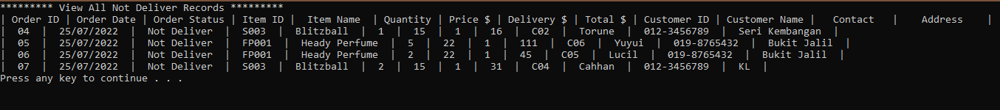 ********* View All Not Deliver Records *********
| Order ID | Order Date | Order Status | Item ID |  Item Name  | Quantity | Price $ | Delivery $ | Total $ | Customer ID | Customer Name |   Contact   |    Address    |
|  04  |  25/07/2022  |  Not Deliver  |  S003  |  Blitzball  |  1  |  15  |  1  |  16  |  C02  |  Torune  |  012-3456789  |  Seri Kembangan  |
|  05  |  25/07/2022  |  Not Deliver  |  FP001  |  Heady Perfume  |  5  |  22  |  1  |  111  |  C06  |  Yuyui  |  019-8765432  |  Bukit Jalil  |
|  06  |  25/07/2022  |  Not Deliver  |  FP001  |  Heady Perfume  |  2  |  22  |  1  |  45  |  C05  |  Lucil  |  019-8765432  |  Bukit Jalil  |
|  07  |  25/07/2022  |  Not Deliver  |  S003  |  Blitzball  |  2  |  15  |  1  |  31  |  C04  |  Cahhan  |  012-3456789  |  KL  |
Press any key to continue . . .